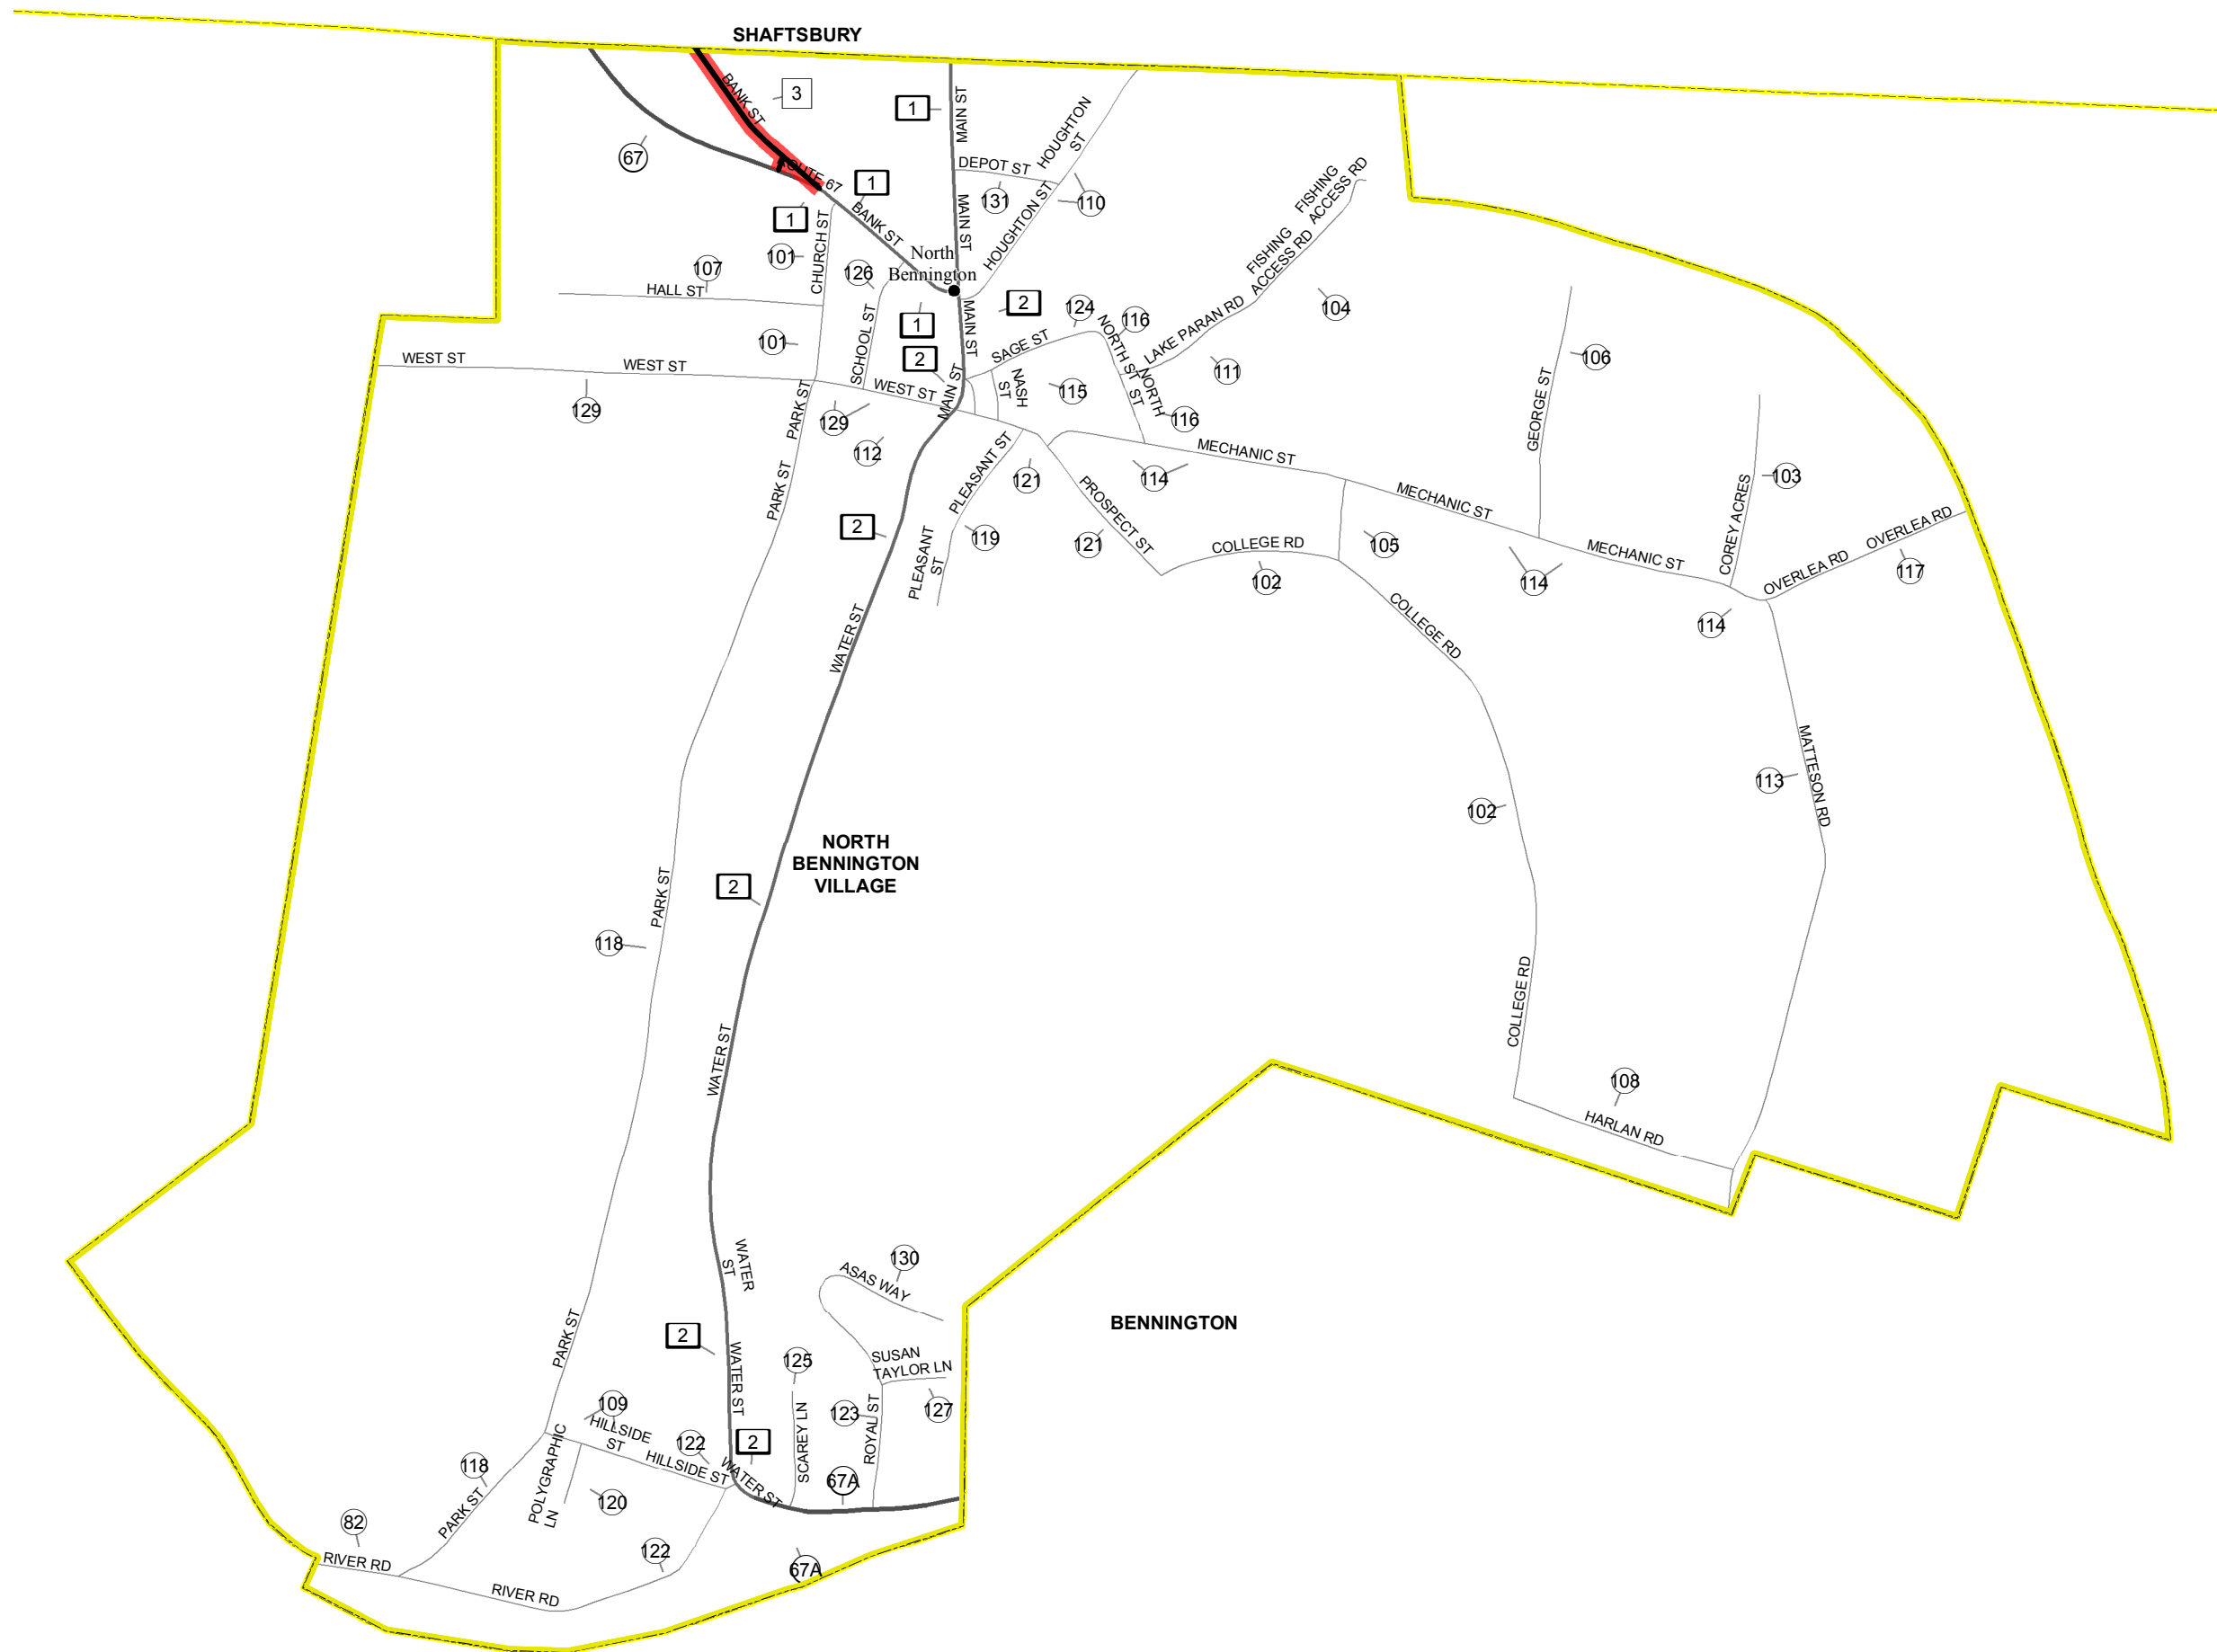 SHAFTSBURY
BANK ST
3
1
MAIN ST
HOUGHTON
ST
67
ROUTE 67
1
DEPOT ST
131
110
1
BANK ST
MAIN ST
HOUGHTON ST
FISHING
ACCESS RD
FISHING
ACCESS RD
CHURCH ST
101
107
HALL ST
126
North
Bennington
SCHOOL ST
1
2
MAIN ST
2
124
116
104
SAGE ST
NORTH ST
LAKE PARAN RD
111
101
WEST ST
WEST ST
129
PARK ST
129
WEST ST
MAIN ST
NASH
ST
115
NORTH
ST
116
112
106
GEORGE ST
103
COREY ACRES
PARK ST
2
PLEASANT ST
121
119
PLEASANT
ST
PROSPECT ST
121
114
MECHANIC ST
MECHANIC ST
105
COLLEGE RD
102
MECHANIC ST
114
OVERLEA RD
OVERLEA RD
117
114
WATER ST
COLLEGE RD
MATTESON RD
113
102
NORTH
BENNINGTON
VILLAGE
2
PARK ST
118
COLLEGE RD
WATER ST
108
HARLAN RD
WATER
ST
130
ASAS WAY
BENNINGTON
PARK ST
2
WATER ST
125
SUSAN
TAYLOR LN
127
109
HILLSIDE
ST
122
2
SCAREY LN
123
ROYAL ST
HILLSIDE ST
WATER ST
67A
118
PARK ST
POLYGRAPHIC
LN
120
82
RIVER RD
122
67A
RIVER RD